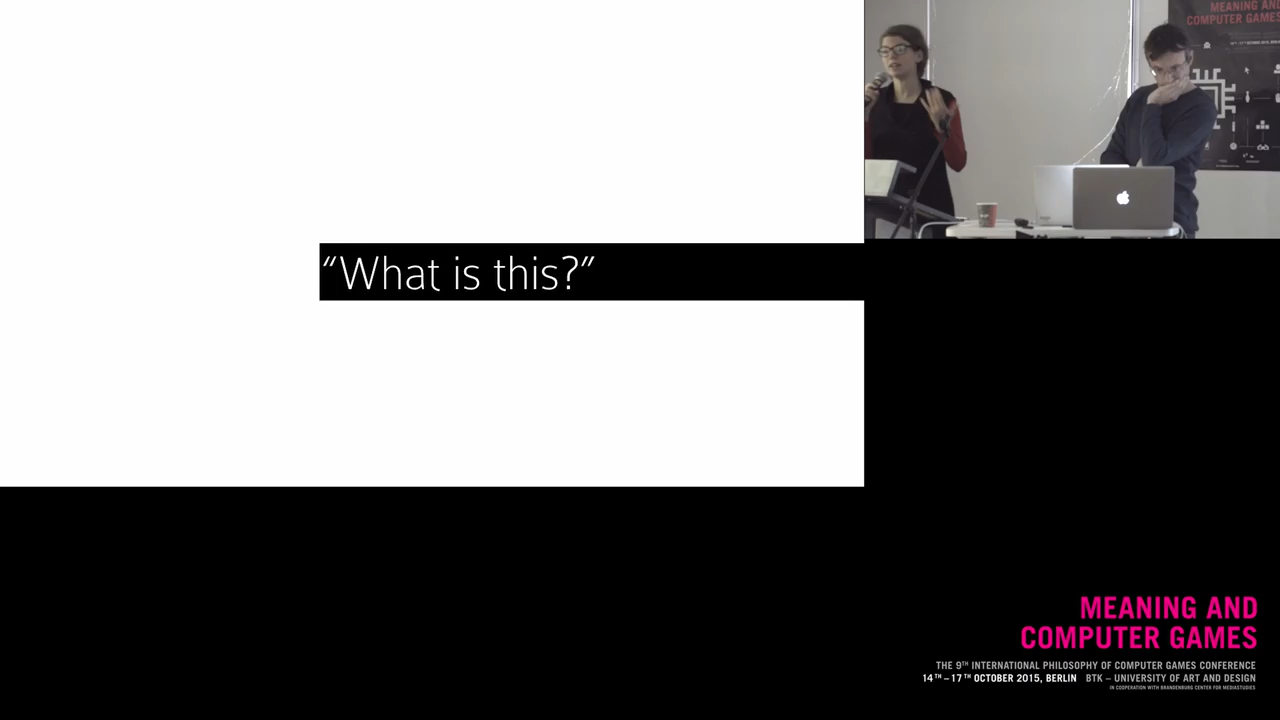 MEANING AND
COMPUTER GAMES
“What is this?”
MEANING AND
COMPUTER GAMES
THE 9TH INTERNATIONAL PHILOSOPHY OF COMPUTER GAMES CONFERENCE
14TH – 17TH OCTOBER 2015, BERLIN BTK – UNIVERSITY OF ART AND DESIGN
IN COOPERATION WITH BRANDENBURG CENTER FOR MEDIASTUDIES